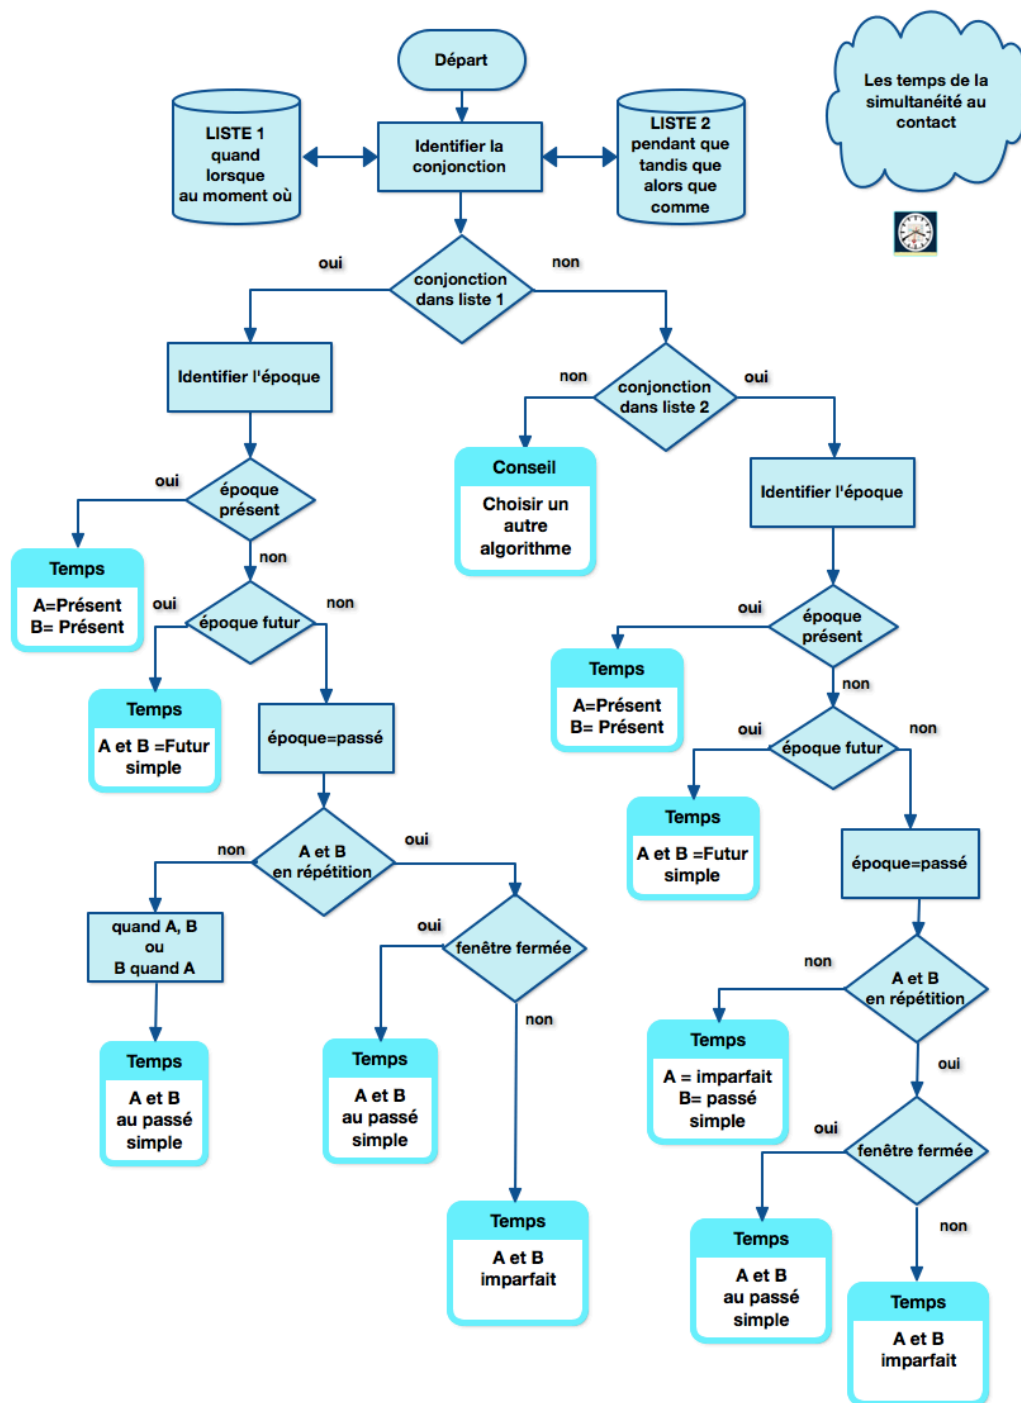 Départ
Les temps de la
simultanéité au
contact
LISTE 1
quand
lorsque
au moment où
Identifier la
conjonction
LISTE 2
pendant que
tandis que
alors que
comme
oui
non
conjonction
dans liste 1
Identifier l'époque
non
oui
conjonction
dans liste 2
Conseil
Choisir un
autre
algorithme
Identifier l'époque
oui
époque
présent
non
Temps
A=Présent
B= Présent
oui
non
époque futur
Temps
A et B =Futur
simple
époque=passé
oui
époque
présent
non
Temps
A=Présent
B= Présent
oui
non
époque futur
Temps
A et B =Futur
simple
époque=passé
non
oui
A et B
en répétition
quand A, B
ou
B quand A
oui
fenêtre fermée
non
Temps
A et B
au passé
simple
Temps
A et B
au passé
simple
Temps
A et B
imparfait
non
A et B
en répétition
oui
Temps
A = imparfait
B= passé
simple
oui
fenêtre fermée
non
Temps
A et B
au passé
simple
Temps
A et B
imparfait